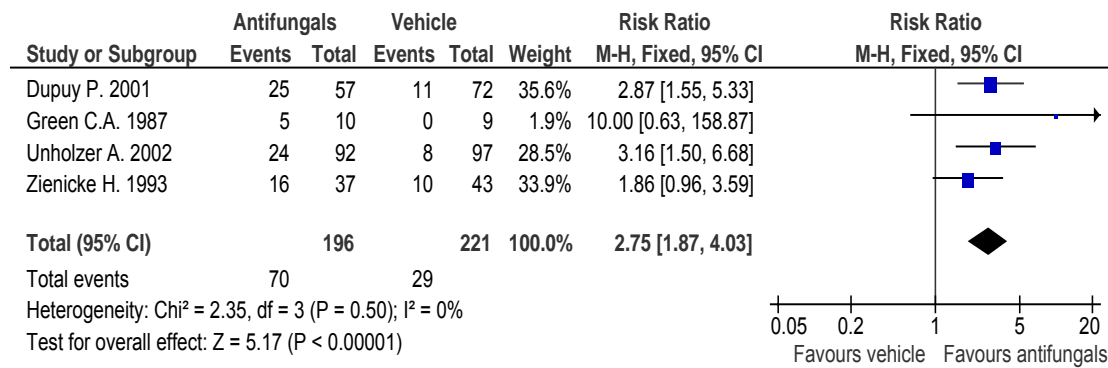 Antifungals Vehicle Risk Ratio Risk Ratio
Study or Subgroup Events Total Events Total Weight M-H, Fixed, 95% CI M-H, Fixed, 95% CI
Dupuy P. 2001 25 57 11 72 35.6% 2.87 [1.55, 5.33]
Green C.A. 1987 5 10 0 9 1.9% 10.00 [0.63, 158.87]
Unholzer A. 2002 24 92 8 97 28.5% 3.16 [1.50, 6.68]
Zienicke H. 1993 16 37 10 43 33.9% 1.86 [0.96, 3.59]
Total (95% CI) 196 221 100.0% 2.75 [1.87, 4.03]
Total events 70 29
Heterogeneity: Chi² = 2.35, df = 3 (P = 0.50); I² = 0%
Test for overall effect: Z = 5.17 (P < 0.00001)
0.05 0.2 1 5 20
Favours vehicle Favours antifungals